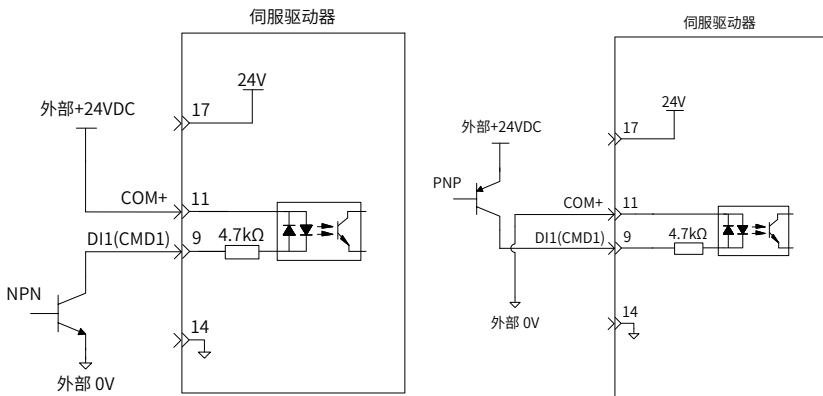 伺服驱动器
24V
外部+24VDC
17
COM+
11
DI1(CMD1)
9
4.7kΩ
NPN
14
外部 0V
伺服驱动器
24V
外部+24VDC
17
PNP
COM+
11
DI1(CMD1)
9
4.7kΩ
14
外部 0V